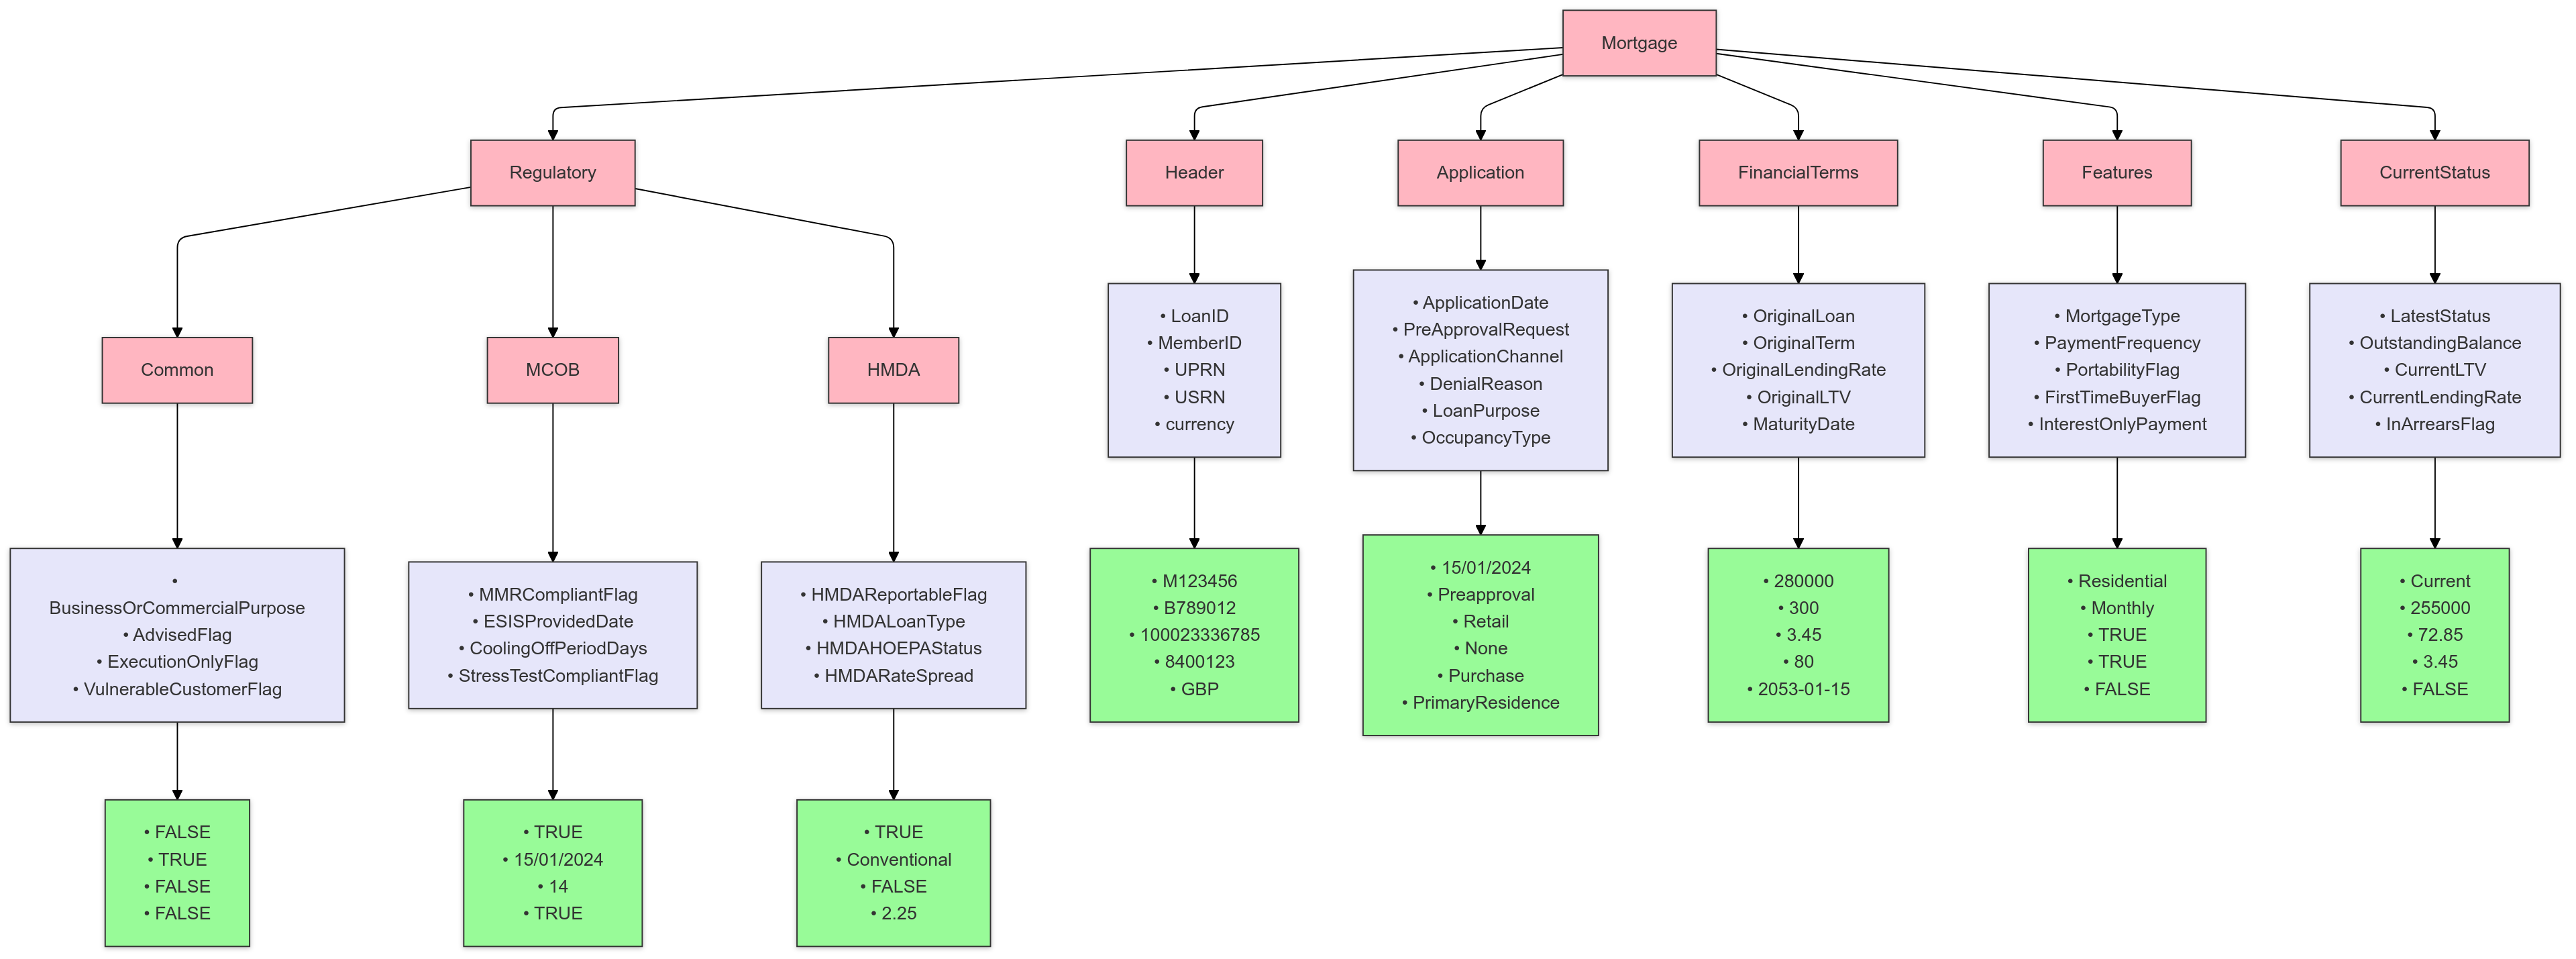 Mortgage
Regulatory
Header
Application
FinancialTerms
Features
CurrentStatus
Common
MCOB
HMDA
• LoanID
• MemberID
• UPRN
• USRN
• currency
• ApplicationDate
• PreApprovalRequest
• ApplicationChannel
• DenialReason
• LoanPurpose
• OccupancyType
• OriginalLoan
• OriginalTerm
• OriginalLendingRate
• OriginalLTV
• MaturityDate
• MortgageType
• PaymentFrequency
• PortabilityFlag
• FirstTimeBuyerFlag
• InterestOnlyPayment
• LatestStatus
• OutstandingBalance
• CurrentLTV
• CurrentLendingRate
• InArrearsFlag
•
BusinessOrCommercialPurpose
• AdvisedFlag
• ExecutionOnlyFlag
• VulnerableCustomerFlag
• MMRCompliantFlag
• ESISProvidedDate
• CoolingOffPeriodDays
• StressTestCompliantFlag
• HMDAReportableFlag
• HMDALoanType
• HMDAHOEPAStatus
• HMDARateSpread
• M123456
• B789012
• 100023336785
• 8400123
• GBP
• 15/01/2024
• Preapproval
• Retail
• None
• Purchase
• PrimaryResidence
• 280000
• 300
• 3.45
• 80
• 2053-01-15
• Residential
• Monthly
• TRUE
• TRUE
• FALSE
• Current
• 255000
• 72.85
• 3.45
• FALSE
• FALSE
• TRUE
• FALSE
• FALSE
• TRUE
• 15/01/2024
• 14
• TRUE
• TRUE
• Conventional
• FALSE
• 2.25